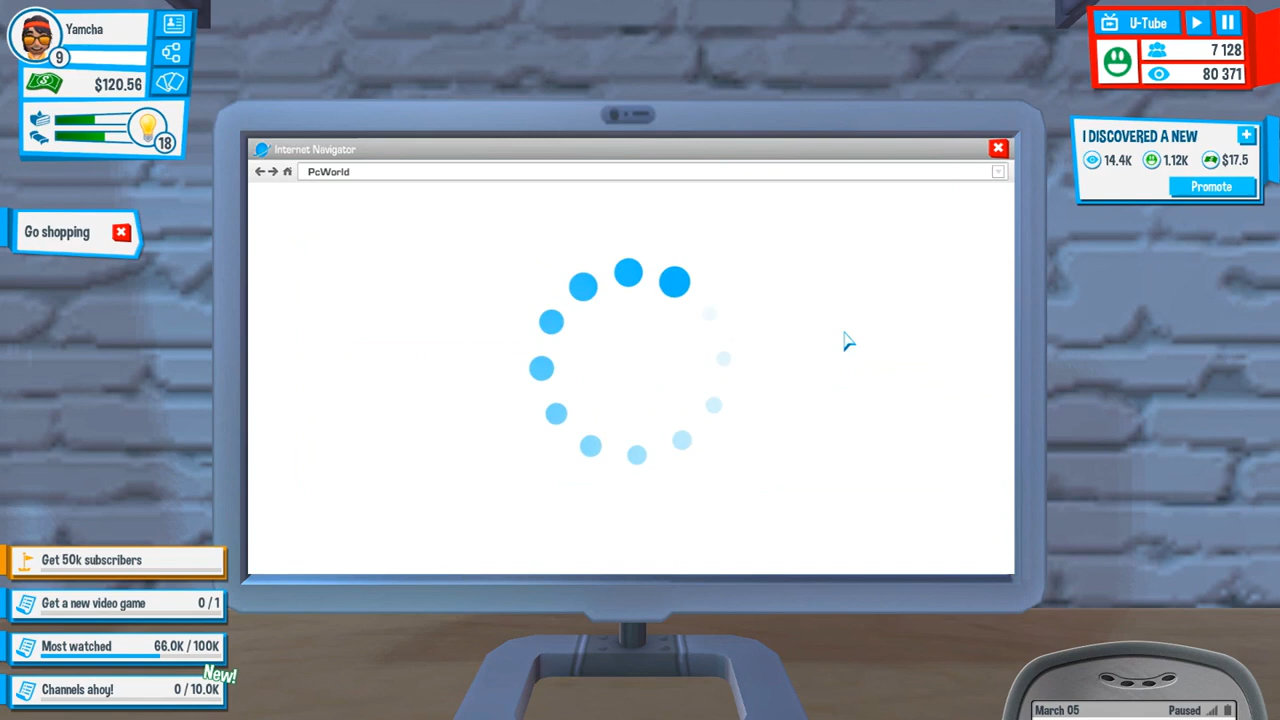 Yamcha
9
$120.56
18
U-Tube
7 128
80 371
I DISCOVERED A NEW
14.4K
1.12K
$17.5
Promote
Internet Navigator
PcWorld
Go shopping
Get 50k subscribers
Get a new video game 0 / 1
Most watched 66.0K / 100K
New!
Channels ahoy! 0 / 10.0K
March 05 Paused